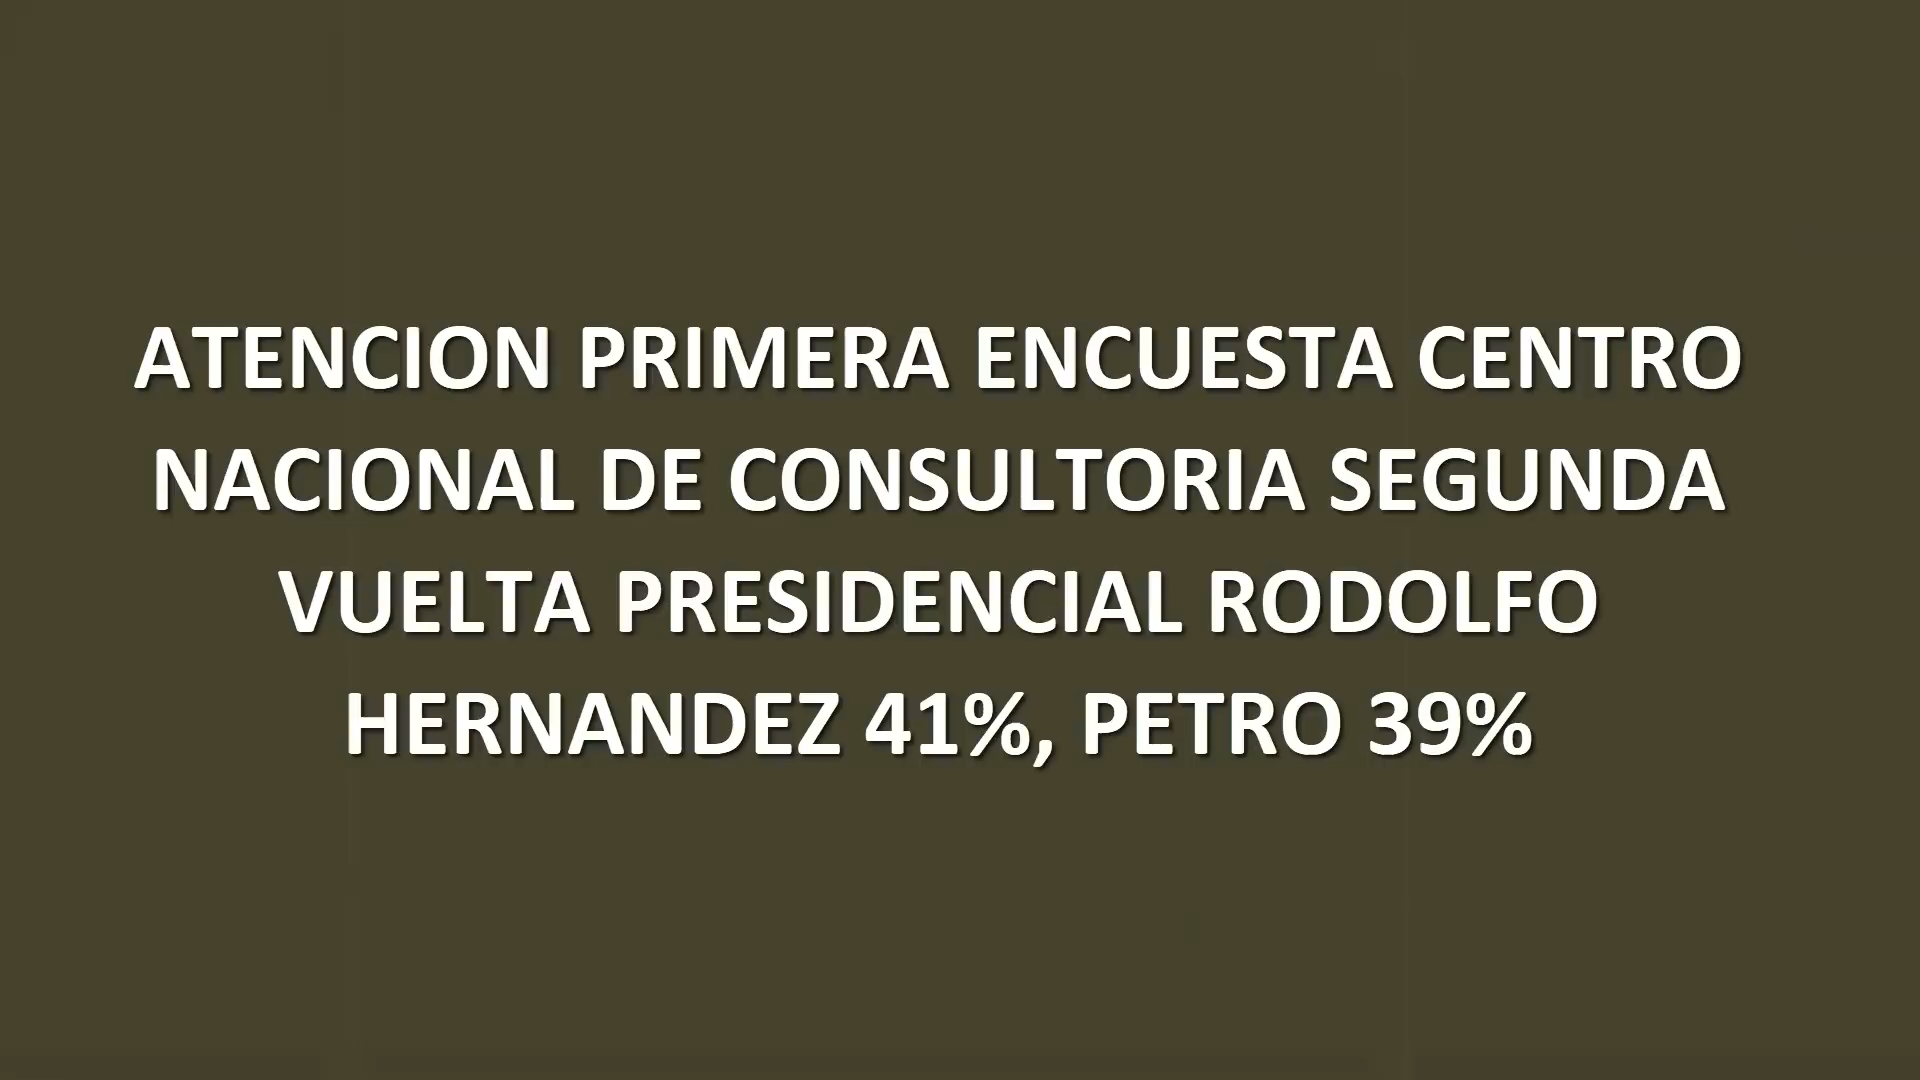 ATENCION PRIMERA ENCUESTA CENTRO
NACIONAL DE CONSULTORIA SEGUNDA
VUELTA PRESIDENCIAL RODOLFO
HERNANDEZ 41%, PETRO 39%